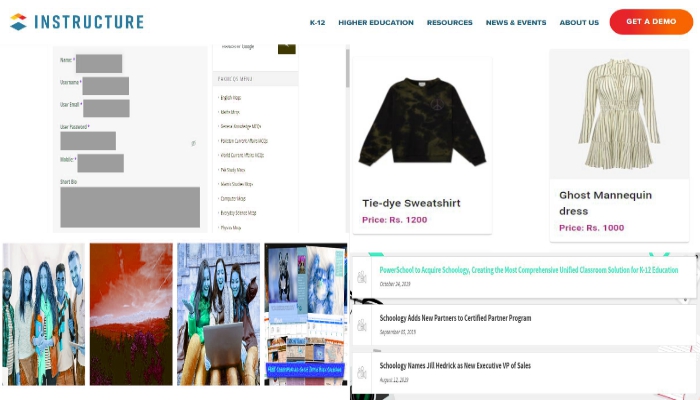 INSTRUCTURE
K-12 HIGHER EDUCATION RESOURCES NEWS & EVENTS ABOUT US GET A DEMO
Name: *
Username *
User Email *
User Password *
Mobile: *
Short Bio
English Mcqs
General Knowledge MCQs
Pakistan Current Affairs MCQs
World Current Affairs MCQs
Pak Study Mcqs
Islamic Studies Mcqs
Computer Mcqs
Everyday Science Mcqs
Physics Mcqs
Tie-dye Sweatshirt
Price: Rs. 1200
Ghost Mannequin
dress
Price: Rs. 1000
PowerSchool to Acquire Schoology, Creating the Most Comprehensive Unified Classroom Solution for K-12 Education
October 24, 2019
Schoology Adds New Partners to Certified Partner Program
September 03, 2019
Schoology Names Jill Hedrick as New Executive VP of Sales
August 12, 2019